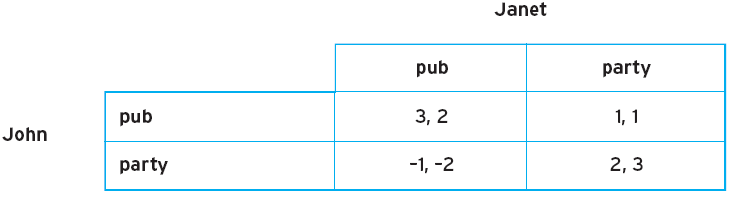 Janet
pub party
John
pub 3, 2 1, 1
party -1, -2 2, 3